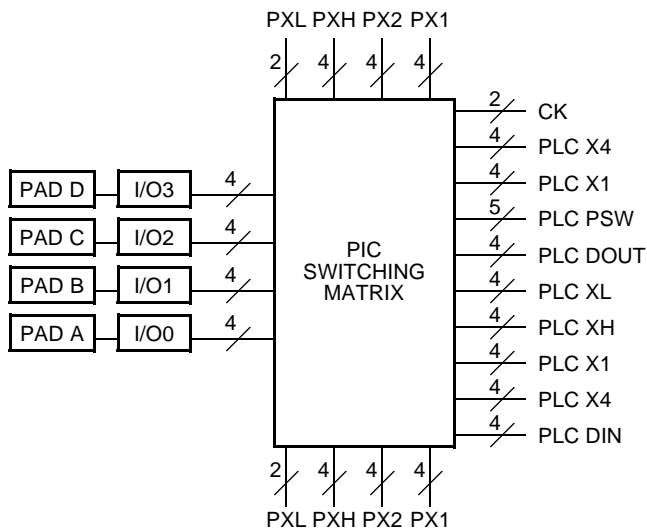 PXL PXH PX2 PX1
2 4 4 4
2 CK
4 PLC X4
4 PLC X1
5 PLC PSW
4 PLC DOUT
4 PLC XL
4 PLC XH
4 PLC X1
4 PLC X4
4 PLC DIN
PAD D I/O3 4
PAD C I/O2 4
PAD B I/O1 4
PAD A I/O0 4
PIC
SWITCHING
MATRIX
2 4 4 4
PXL PXH PX2 PX1